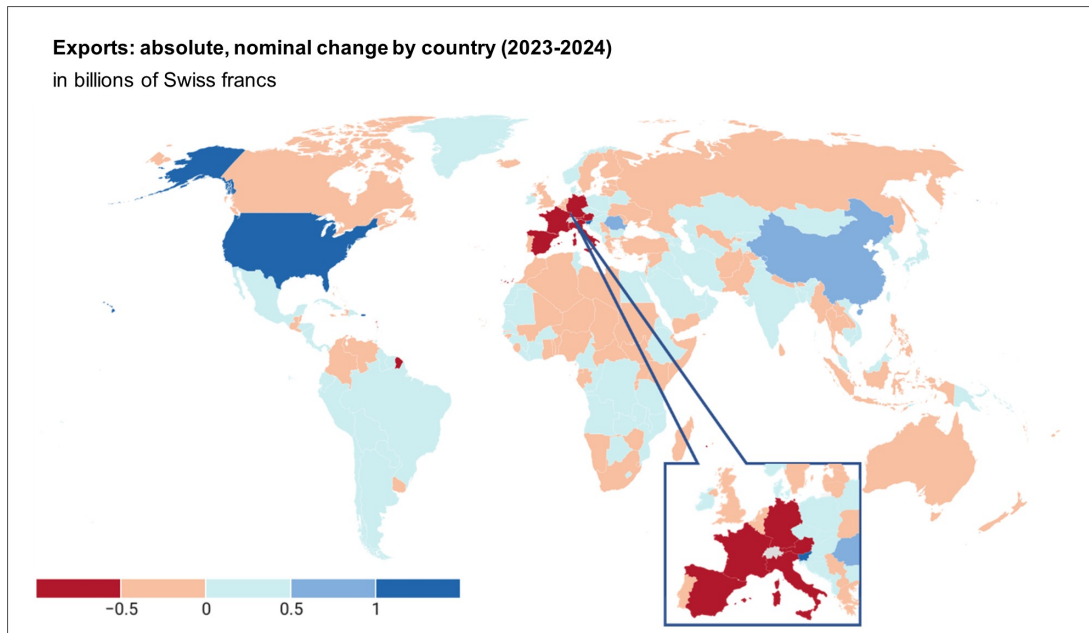 Exports: absolute, nominal change by country (2023-2024)
in billions of Swiss francs
−0.5 0 0.5 1